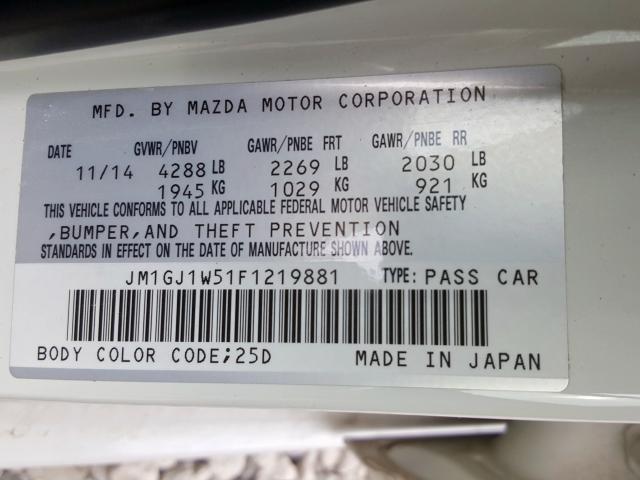 MFD. BY MAZDA MOTOR CORPORATION
DATE GVWR/PNBV GAWR/PNBE FRT GAWR/PNBE RR
11/14 4288 LB 2269 LB 2030 LB
1945 KG 1029 KG 921 KG
THIS VEHICLE CONFORMS TO ALL APPLICABLE FEDERAL MOTOR VEHICLE SAFETY
,BUMPER,AND THEFT PREVENTION
STANDARDS IN EFFECT ON THE DATE OF MANUFACTURE SHOWN ABOVE.
JM1GJ1W51F1219881 TYPE: PASS CAR
BODY COLOR CODE;25D MADE IN JAPAN